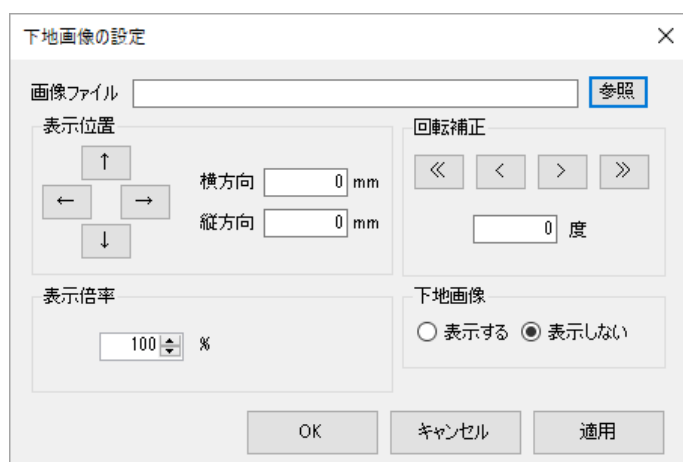 下地画像の設定
画像ファイル 参照
表示位置
↑
← →
↓
横方向 0 mm
縦方向 0 mm
回転補正
≪ < > ≫
0 度
表示倍率
100 %
下地画像
表示する 表示しない
OK キャンセル 適用